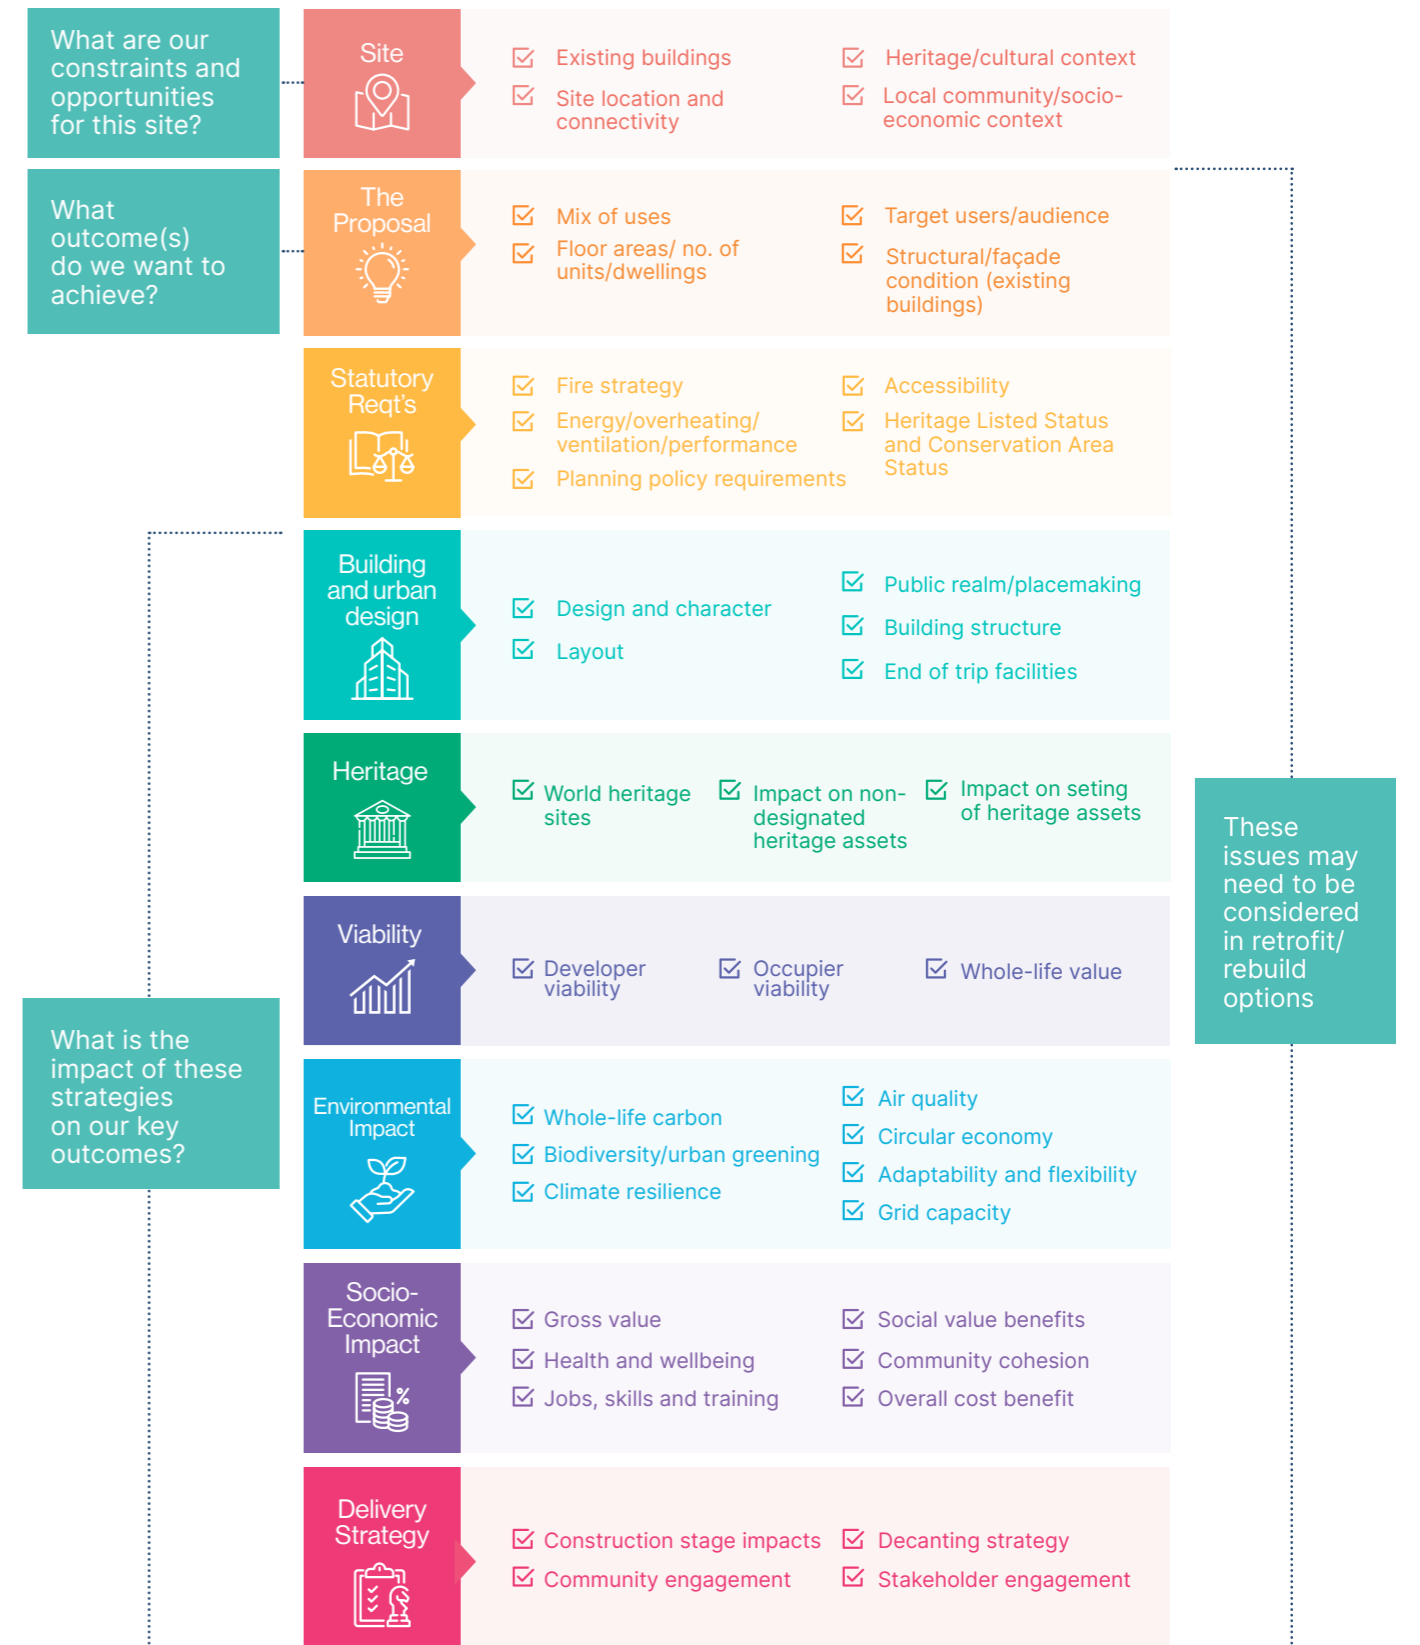 What are our
constraints and
opportunities
for this site?
Site
Existing buildings
Site location and
connectivity
Heritage/cultural context
Local community/socio-
economic context
What
outcome(s)
do we want to
achieve?
The
Proposal
Mix of uses
Floor areas/ no. of
units/dwellings
Target users/audience
Structural/façade
condition (existing
buildings)
Statutory
Reqt's
Fire strategy
Energy/overheating/
ventilation/performance
Planning policy requirements
Accessibility
Heritage Listed Status
and Conservation Area
Status
Building
and urban
design
Design and character
Layout
Public realm/placemaking
Building structure
End of trip facilities
Heritage
World heritage
sites
Impact on non-
designated
heritage assets
Impact on seting
of heritage assets
These
issues may
need to be
considered
in retrofit/
rebuild
options
Viability
Developer
viability
Occupier
viability
Whole-life value
What is the
impact of these
strategies
on our key
outcomes?
Environmental
Impact
Whole-life carbon
Biodiversity/urban greening
Climate resilience
Air quality
Circular economy
Adaptability and flexibility
Grid capacity
Socio-
Economic
Impact
%
Gross value
Health and wellbeing
Jobs, skills and training
Social value benefits
Community cohesion
Overall cost benefit
Delivery
Strategy
Construction stage impacts
Community engagement
Decanting strategy
Stakeholder engagement